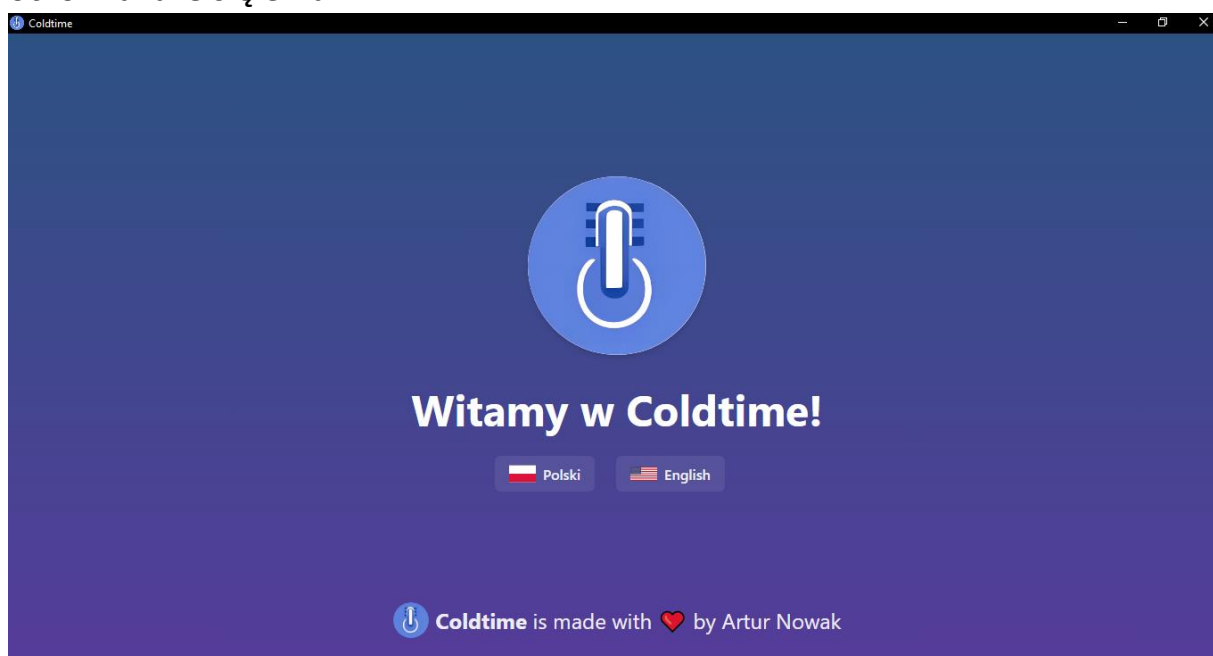 Coldtime
Witamy w Coldtime!
Polski
English
Coldtime is made with ❤️ by Artur Nowak